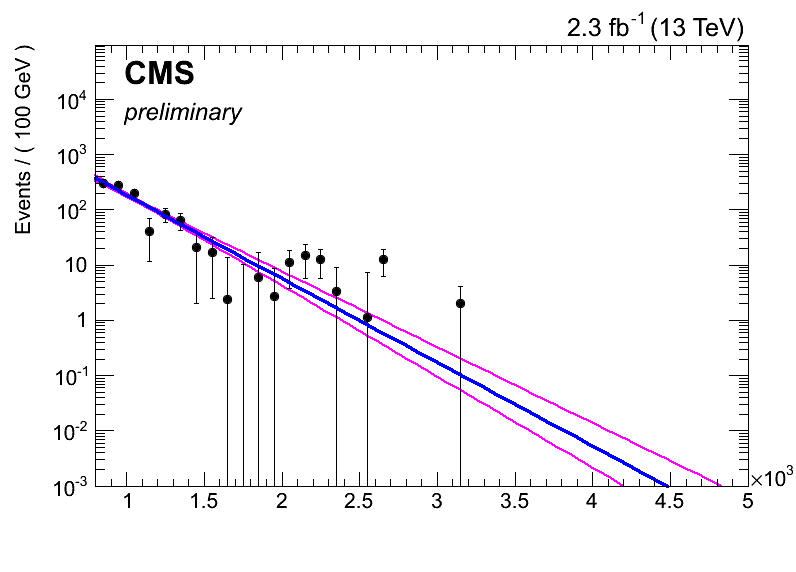 2.3 fb⁻¹ (13 TeV)
CMS
preliminary
Events / ( 100 GeV )
10⁴
10³
10²
10
1
10⁻¹
10⁻²
10⁻³
1 1.5 2 2.5 3 3.5 4 4.5 5
×10³